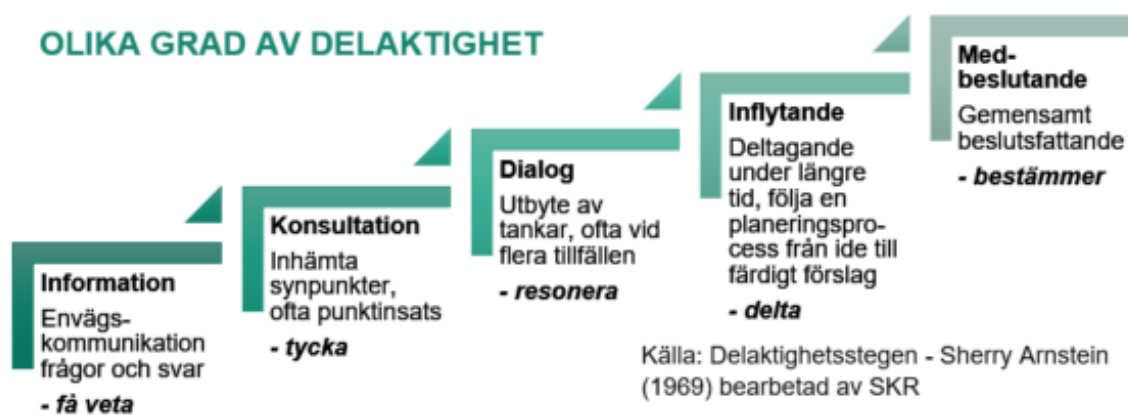 OLIKA GRAD AV DELAKTIGHET
Information
Envägs-
kommunikation
frågor och svar
- få veta
Konsultation
Inhämta
synpunkter,
ofta punktinsats
- tycka
Dialog
Utbyte av
tankar, ofta vid
flera tillfällen
- resonera
Inflytande
Deltagande
under längre
tid, följa en
planeringspro-
cess från ide till
färdigt förslag
- delta
Med-
beslutande
Gemensamt
beslutsfattande
- bestämmer
Källa: Delaktighetsstegen - Sherry Arnstein
(1969) bearbetad av SKR